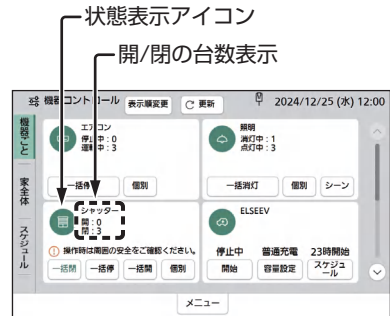 状態表示アイコン
開/閉の台数表示
機器コントロール 表示順変更 更新 2024/12/25 (水) 12:00
機器ごと
家全体
スケジュール
エアコン
停止中:0
運転中:3
一括停 個別
照明
消灯中:1
点灯中:3
一括消灯 個別 シーン
シャッター
開:0
閉:3
操作時は周囲の安全をご確認ください。
一括閉 一括停 一括開 個別
ELSEEV
停止中 普通充電 23時開始
開始 容量設定 スケジュ
ール
メニュー